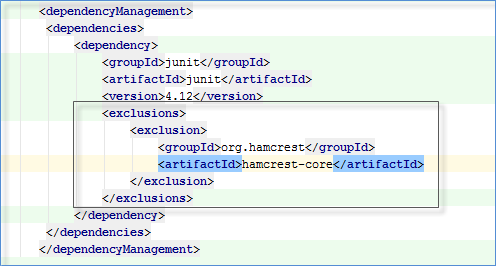 <dependencyManagement>
<dependencies>
<dependency>
<groupId>junit</groupId>
<artifactId>junit</artifactId>
<version>4.12</version>
<exclusions>
<exclusion>
<groupId>org.hamcrest</groupId>
<artifactId>hamcrest-core</artifactId>
</exclusion>
</exclusions>
</dependency>
</dependencies>
</dependencyManagement>